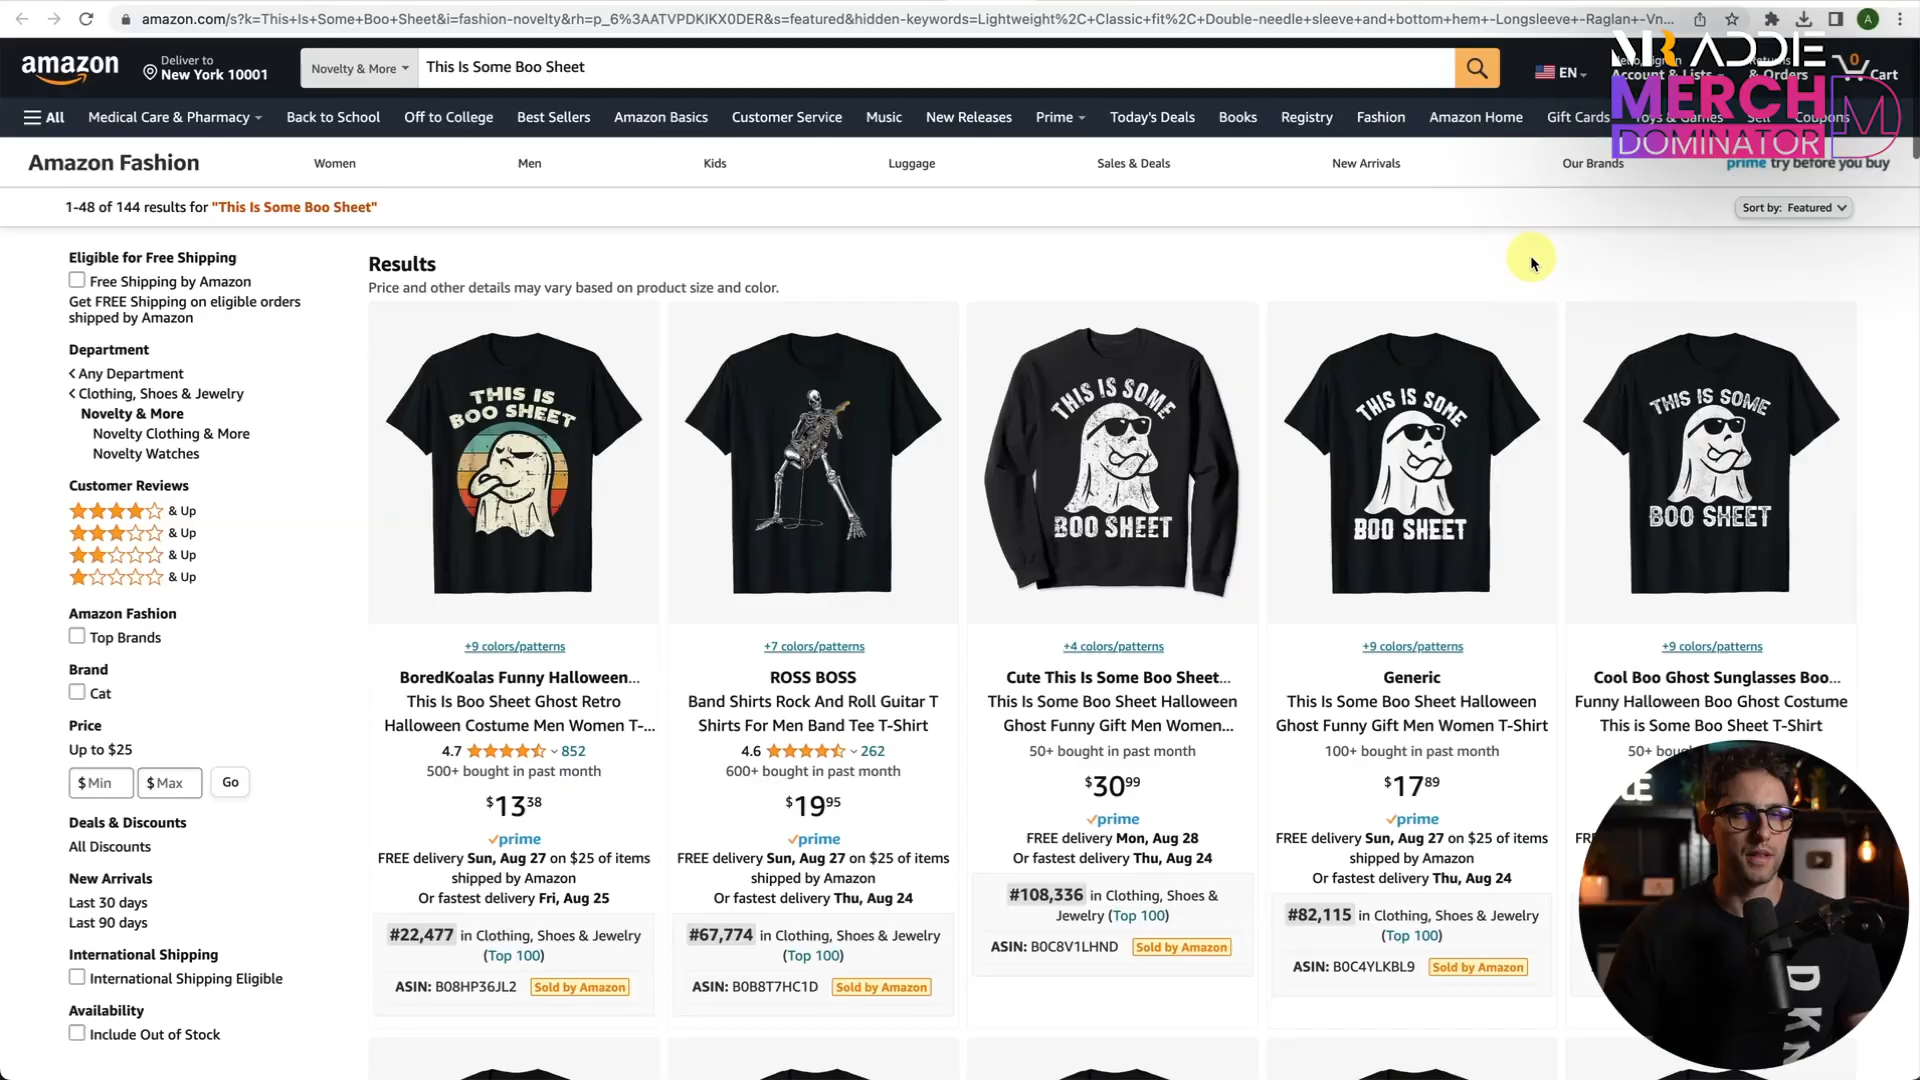 amazon.com/s?k=This+Is+Some+Boo+Sheet&i=fashion-novelty&rh=p_6%3AATVPDKIKX0DER&s=featured&hidden-keywords=Lightweight%2C+Classic+fit%2C+Double-needle+sleeve+and+bottom+hem+-Longsleeve+-Raglan+-Vn...
A
amazon
Deliver to
New York 10001
Novelty & More
This Is Some Boo Sheet
EN
Account & Lists
& Orders
0
Cart
MR ADDIE
MERCH
DOMINATOR
All
Medical Care & Pharmacy
Back to School
Off to College
Best Sellers
Amazon Basics
Customer Service
Music
New Releases
Prime
Today's Deals
Books
Registry
Fashion
Amazon Home
Gift Cards
Toys & Games
Sell
Coupons
Amazon Fashion
Women
Men
Kids
Luggage
Sales & Deals
New Arrivals
Our Brands
prime try before you buy
1-48 of 144 results for "This Is Some Boo Sheet"
Sort by: Featured
Eligible for Free Shipping
Free Shipping by Amazon
Get FREE Shipping on eligible orders
shipped by Amazon
Department
Any Department
Clothing, Shoes & Jewelry
Novelty & More
Novelty Clothing & More
Novelty Watches
Customer Reviews
& Up
& Up
& Up
& Up
Amazon Fashion
Top Brands
Brand
Cat
Price
Up to $25
$ Min
$ Max
Go
Deals & Discounts
All Discounts
New Arrivals
Last 30 days
Last 90 days
International Shipping
International Shipping Eligible
Availability
Include Out of Stock
Results
Price and other details may vary based on product size and color.
THIS IS
BOO SHEET
+9 colors/patterns
BoredKoalas Funny Halloween...
This Is Boo Sheet Ghost Retro
Halloween Costume Men Women T-...
4.7
852
500+ bought in past month
$13 38
prime
FREE delivery Sun, Aug 27 on $25 of items
shipped by Amazon
Or fastest delivery Fri, Aug 25
#22,477 in Clothing, Shoes & Jewelry
(Top 100)
ASIN: B08HP36JL2
Sold by Amazon
+7 colors/patterns
ROSS BOSS
Band Shirts Rock And Roll Guitar T
Shirts For Men Band Tee T-Shirt
4.6
262
600+ bought in past month
$19 95
prime
FREE delivery Sun, Aug 27 on $25 of items
shipped by Amazon
Or fastest delivery Thu, Aug 24
#67,774 in Clothing, Shoes & Jewelry
(Top 100)
ASIN: B0B8T7HC1D
Sold by Amazon
THIS IS SOME
BOO SHEET
+4 colors/patterns
Cute This Is Some Boo Sheet...
This Is Some Boo Sheet Halloween
Ghost Funny Gift Men Women...
50+ bought in past month
$30 99
prime
FREE delivery Mon, Aug 28
Or fastest delivery Thu, Aug 24
#108,336 in Clothing, Shoes &
Jewelry (Top 100)
ASIN: B0C8V1LHND
Sold by Amazon
THIS IS SOME
BOO SHEET
+9 colors/patterns
Generic
This Is Some Boo Sheet Halloween
Ghost Funny Gift Men Women T-Shirt
100+ bought in past month
$17 89
prime
FREE delivery Sun, Aug 27 on $25 of items
shipped by Amazon
Or fastest delivery Thu, Aug 24
#82,115 in Clothing, Shoes & Jewelry
(Top 100)
ASIN: B0C4YLKBL9
Sold by Amazon
THIS IS SOME
BOO SHEET
+9 colors/patterns
Cool Boo Ghost Sunglasses Boo...
Funny Halloween Boo Ghost Costume
This is Some Boo Sheet T-Shirt
50+
DKN